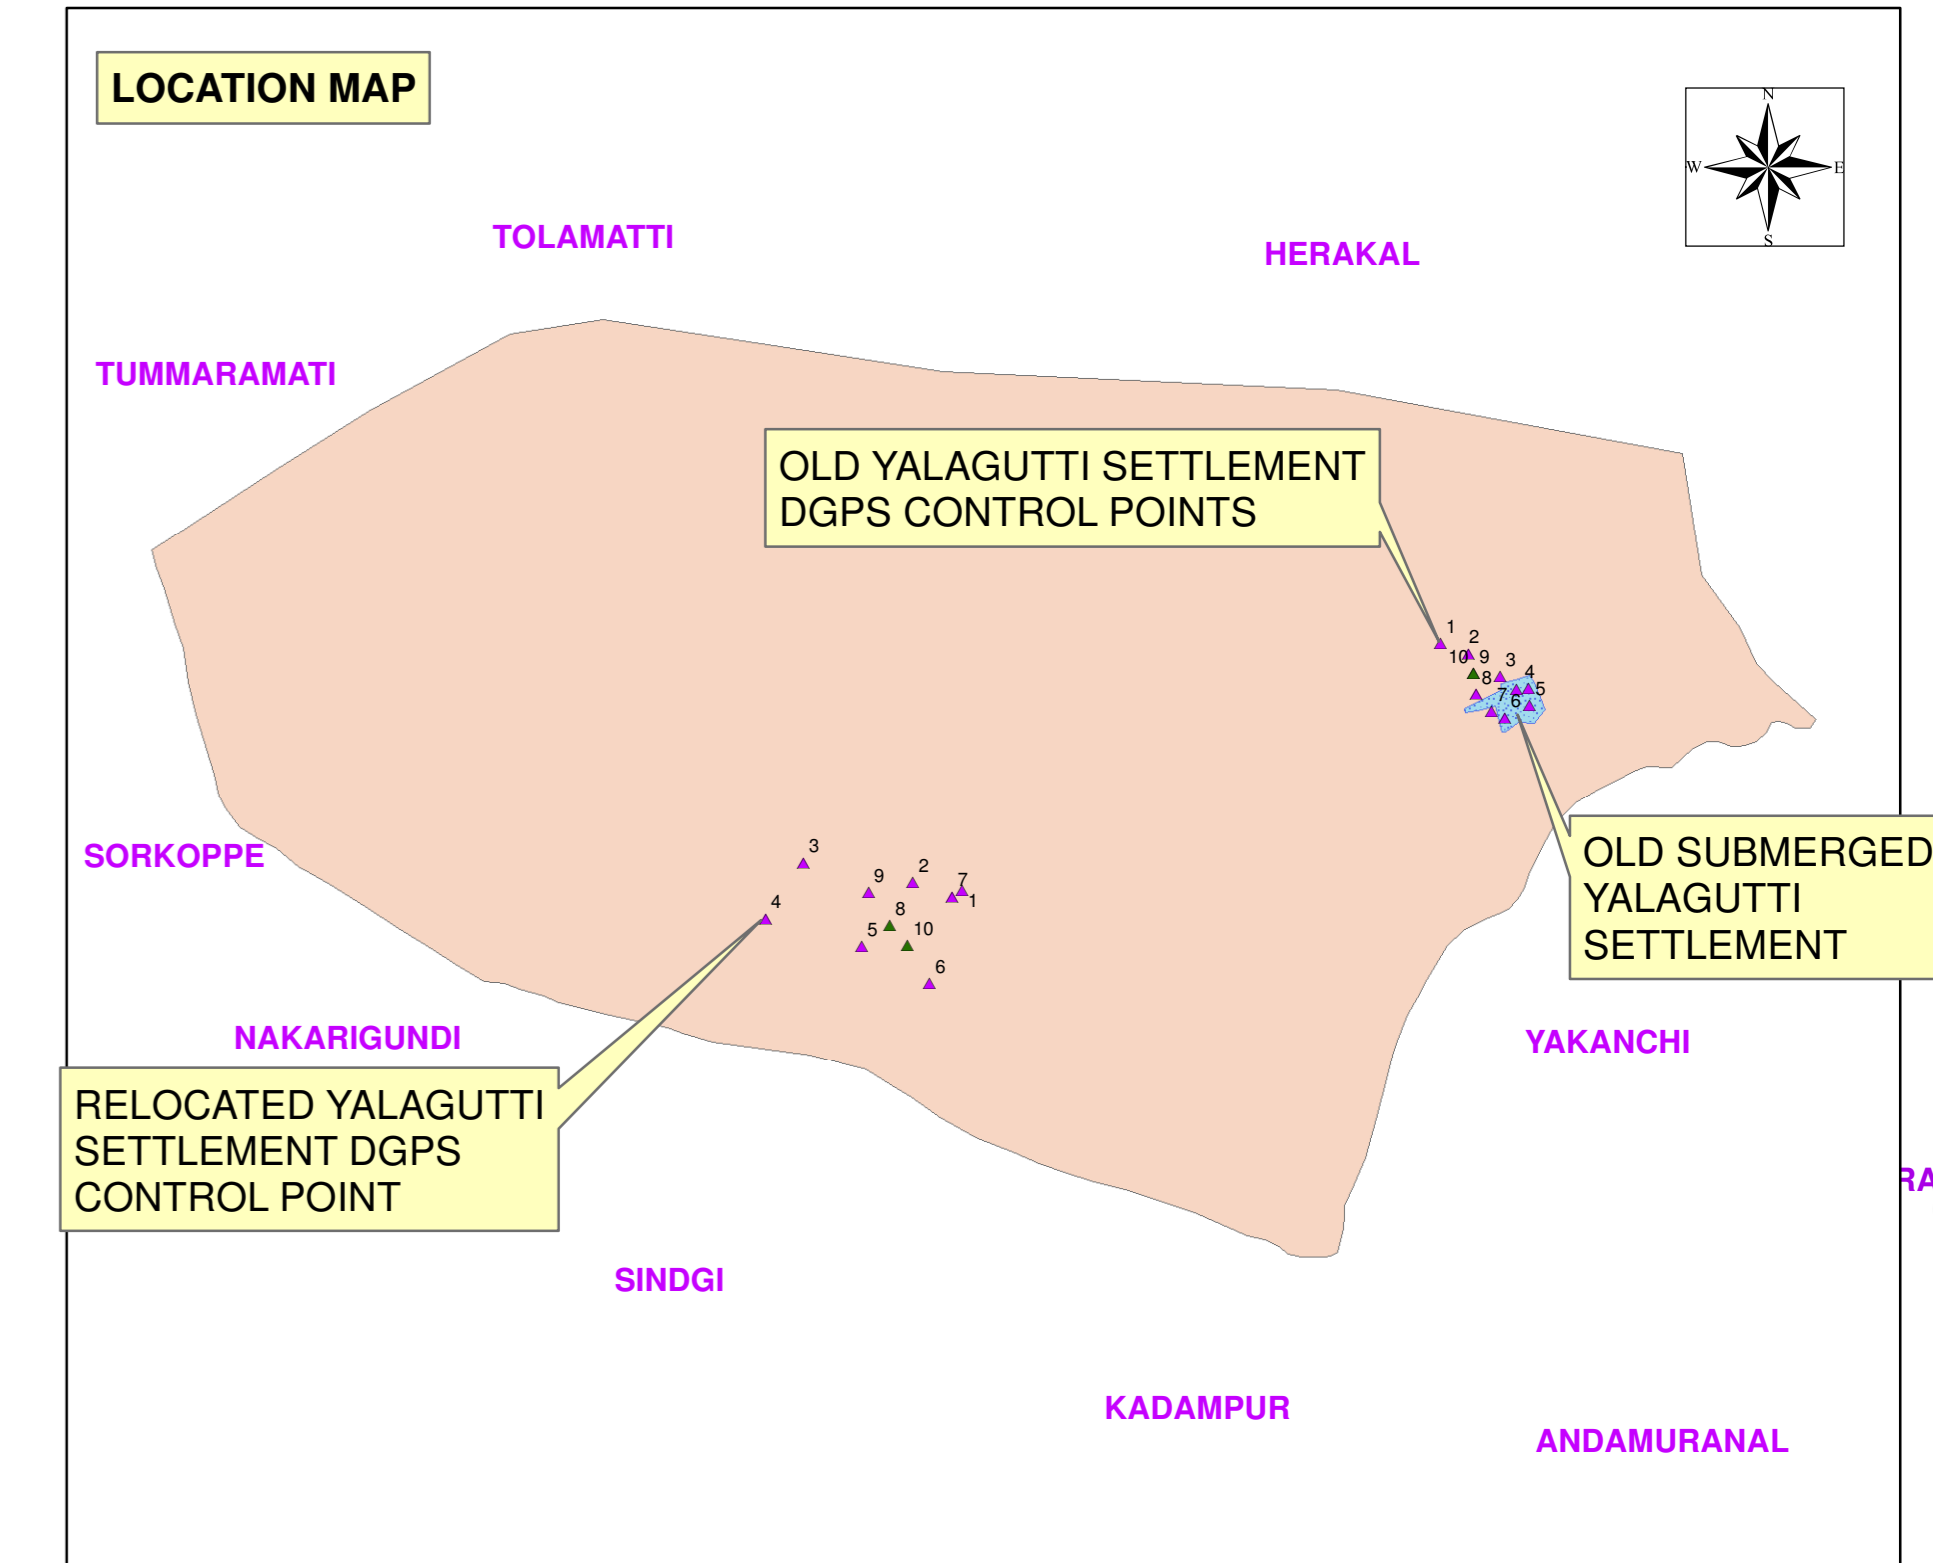 LOCATION MAP
N
W
E
S
TOLAMATTI
HERAKAL
TUMMARAMATI
OLD YALAGUTTI SETTLEMENT
DGPS CONTROL POINTS
1
2
10
9
3
8
4
5
7
6
OLD SUBMERGED
YALAGUTTI
SETTLEMENT
SORKOPPE
3
2
9
7
1
4
8
5
10
6
NAKARIGUNDI
YAKANCHI
RELOCATED YALAGUTTI
SETTLEMENT DGPS
CONTROL POINT
SINDGI
KADAMPUR
ANDAMURANAL